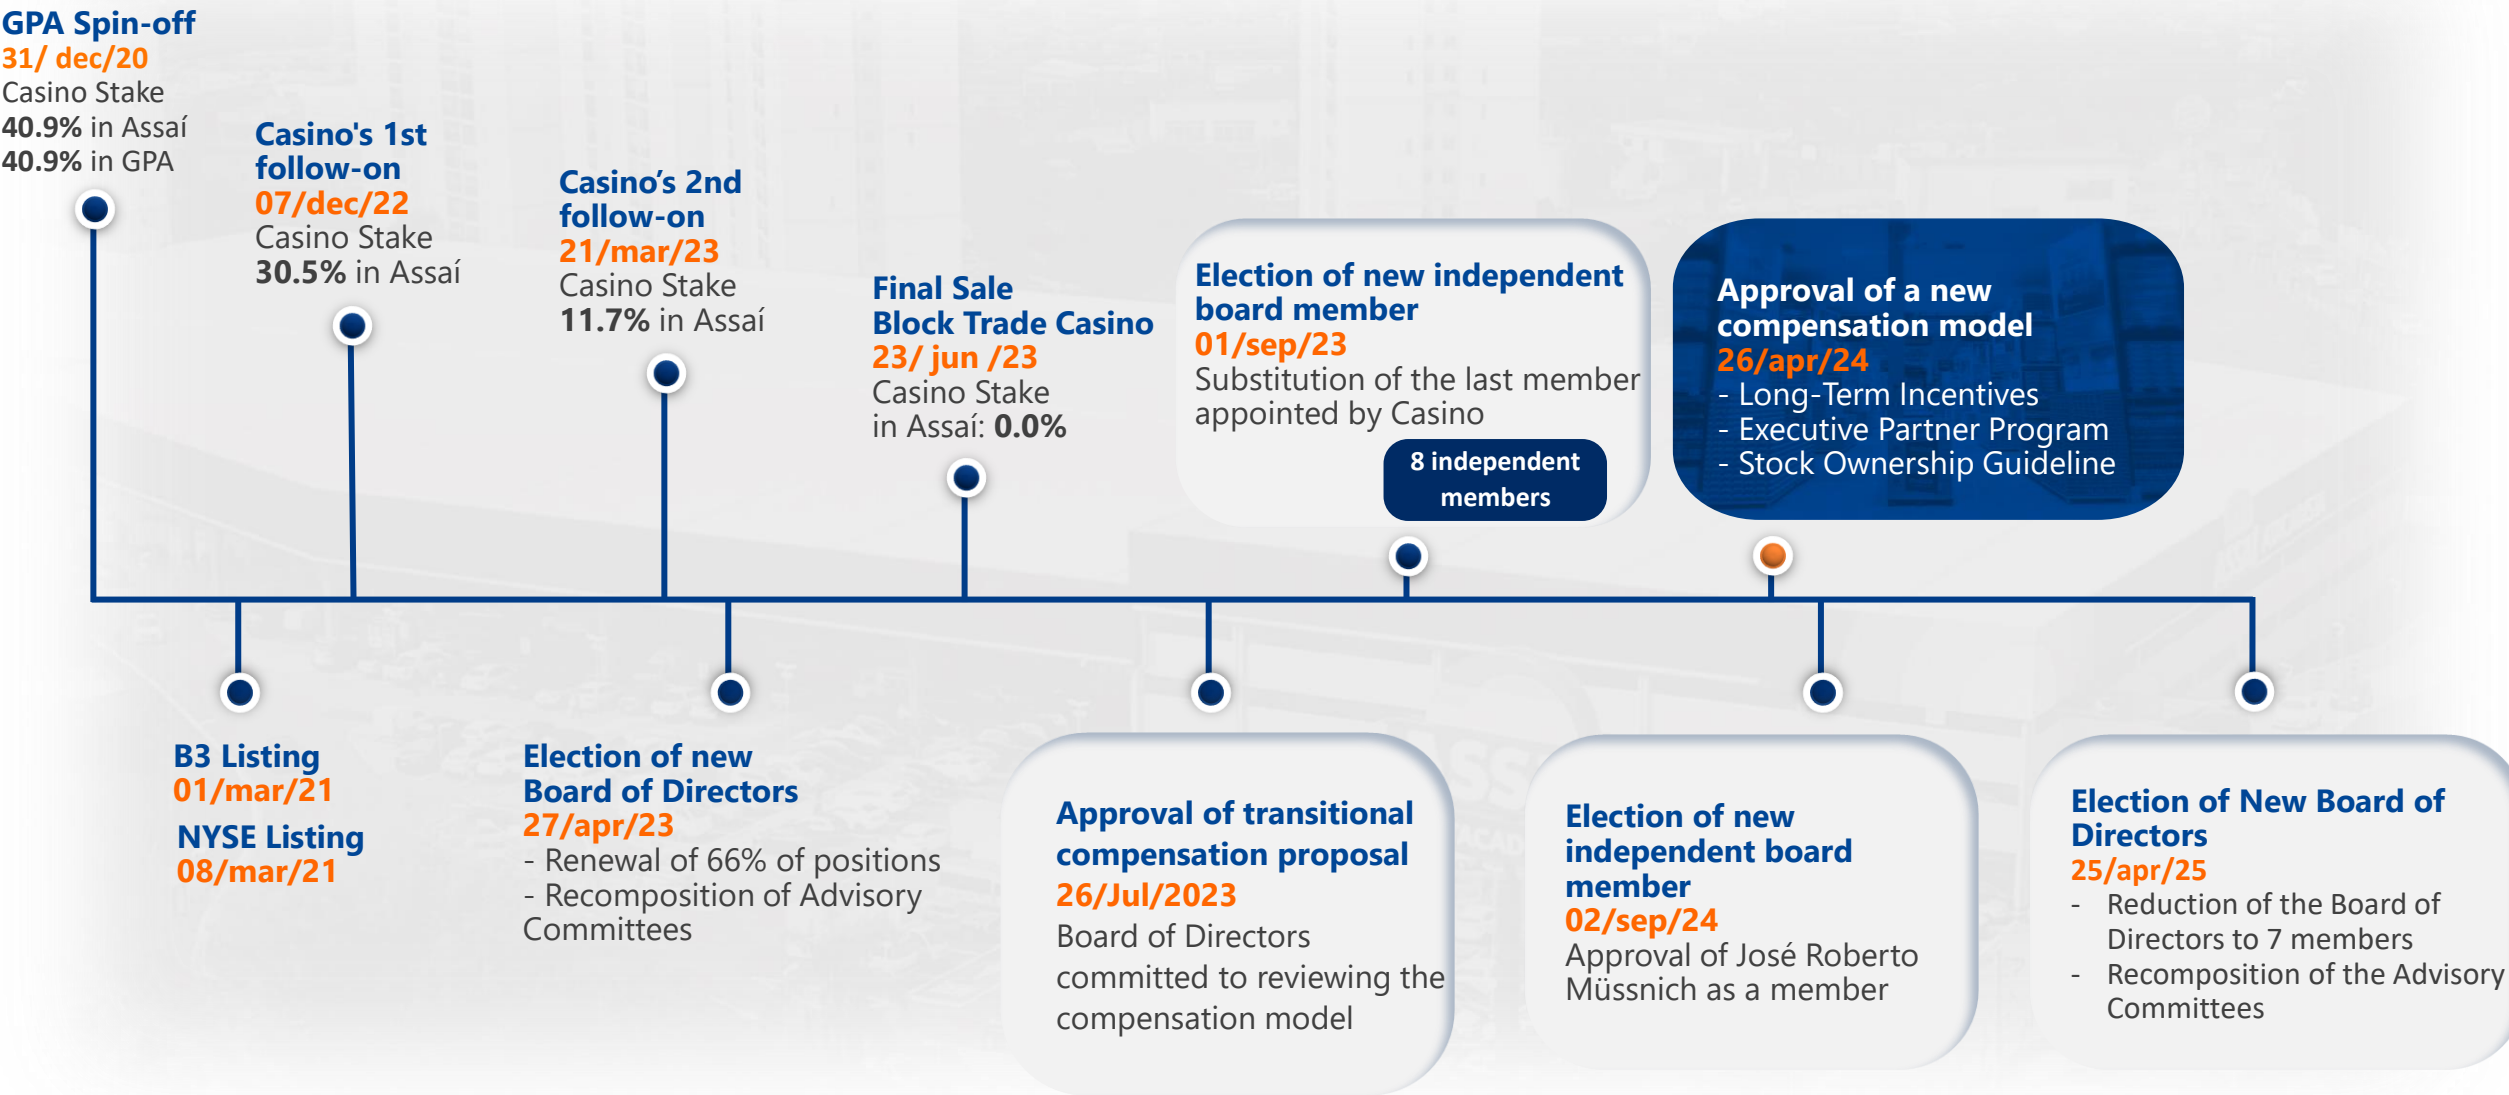 GPA Spin-off
31/ dec/20
Casino Stake
40.9% in Assaí
40.9% in GPA
Casino's 1st
follow-on
07/dec/22
Casino Stake
30.5% in Assaí
Casino’s 2nd
follow-on
21/mar/23
Casino Stake
11.7% in Assaí
Final Sale
Block Trade Casino
23/ jun /23
Casino Stake
in Assaí: 0.0%
Election of new independent
board member
01/sep/23
Substitution of the last member
appointed by Casino
8 independent
members
Approval of a new
compensation model
26/apr/24
- Long-Term Incentives
- Executive Partner Program
- Stock Ownership Guideline
B3 Listing
01/mar/21
NYSE Listing
08/mar/21
Election of new
Board of Directors
27/apr/23
- Renewal of 66% of positions
- Recomposition of Advisory
Committees
Approval of transitional
compensation proposal
26/Jul/2023
Board of Directors
committed to reviewing the
compensation model
Election of new
independent board
member
02/sep/24
Approval of José Roberto
Müssnich as a member
Election of New Board of
Directors
25/apr/25
- Reduction of the Board of
Directors to 7 members
- Recomposition of the Advisory
Committees